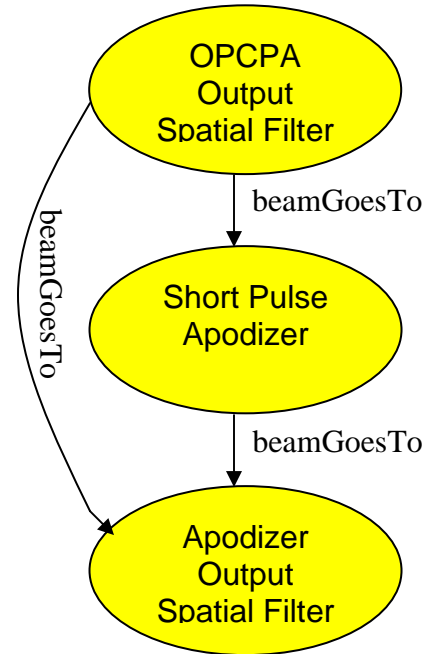 OPCPA
Output
Spatial Filter
beamGoesTo
beamGoesTo
Short Pulse
Apodizer
beamGoesTo
Apodizer
Output
Spatial Filter